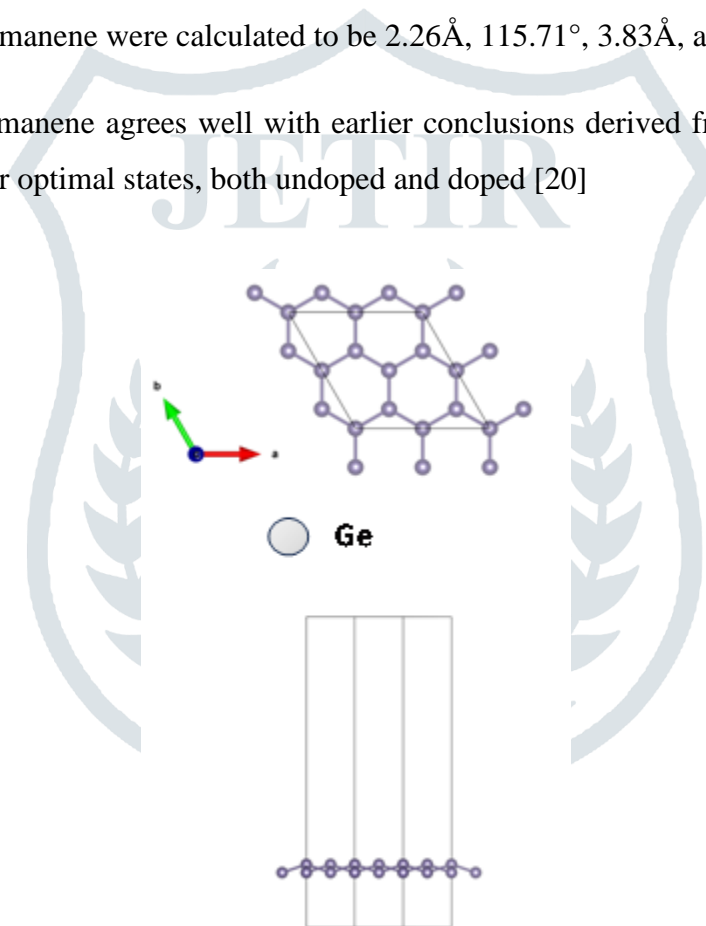 manene were calculated to be 2.26Å, 115.71°, 3.83Å, a
manene agrees well with earlier conclusions derived f
r optimal states, both undoped and doped [20]
JETIR
b
a
Ge